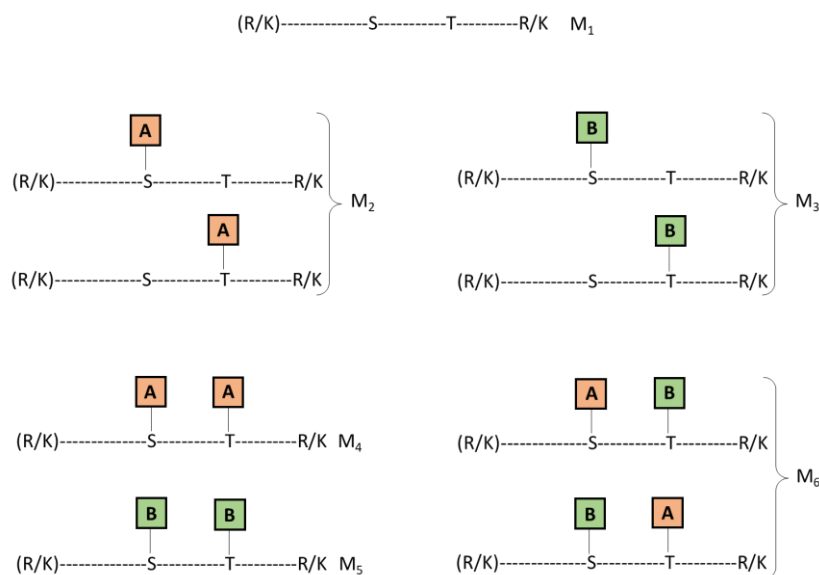 (R/K)--------------S-----------T----------R/K M₁
A
(R/K)--------------S-----------T----------R/K
A
(R/K)--------------S-----------T----------R/K
M₂
B
(R/K)--------------S-----------T----------R/K
B
(R/K)--------------S-----------T----------R/K
M₃
A A
(R/K)--------------S-----------T----------R/K M₄
B B
(R/K)--------------S-----------T----------R/K M₅
A B
(R/K)--------------S-----------T----------R/K
B A
(R/K)--------------S-----------T----------R/K
M₆